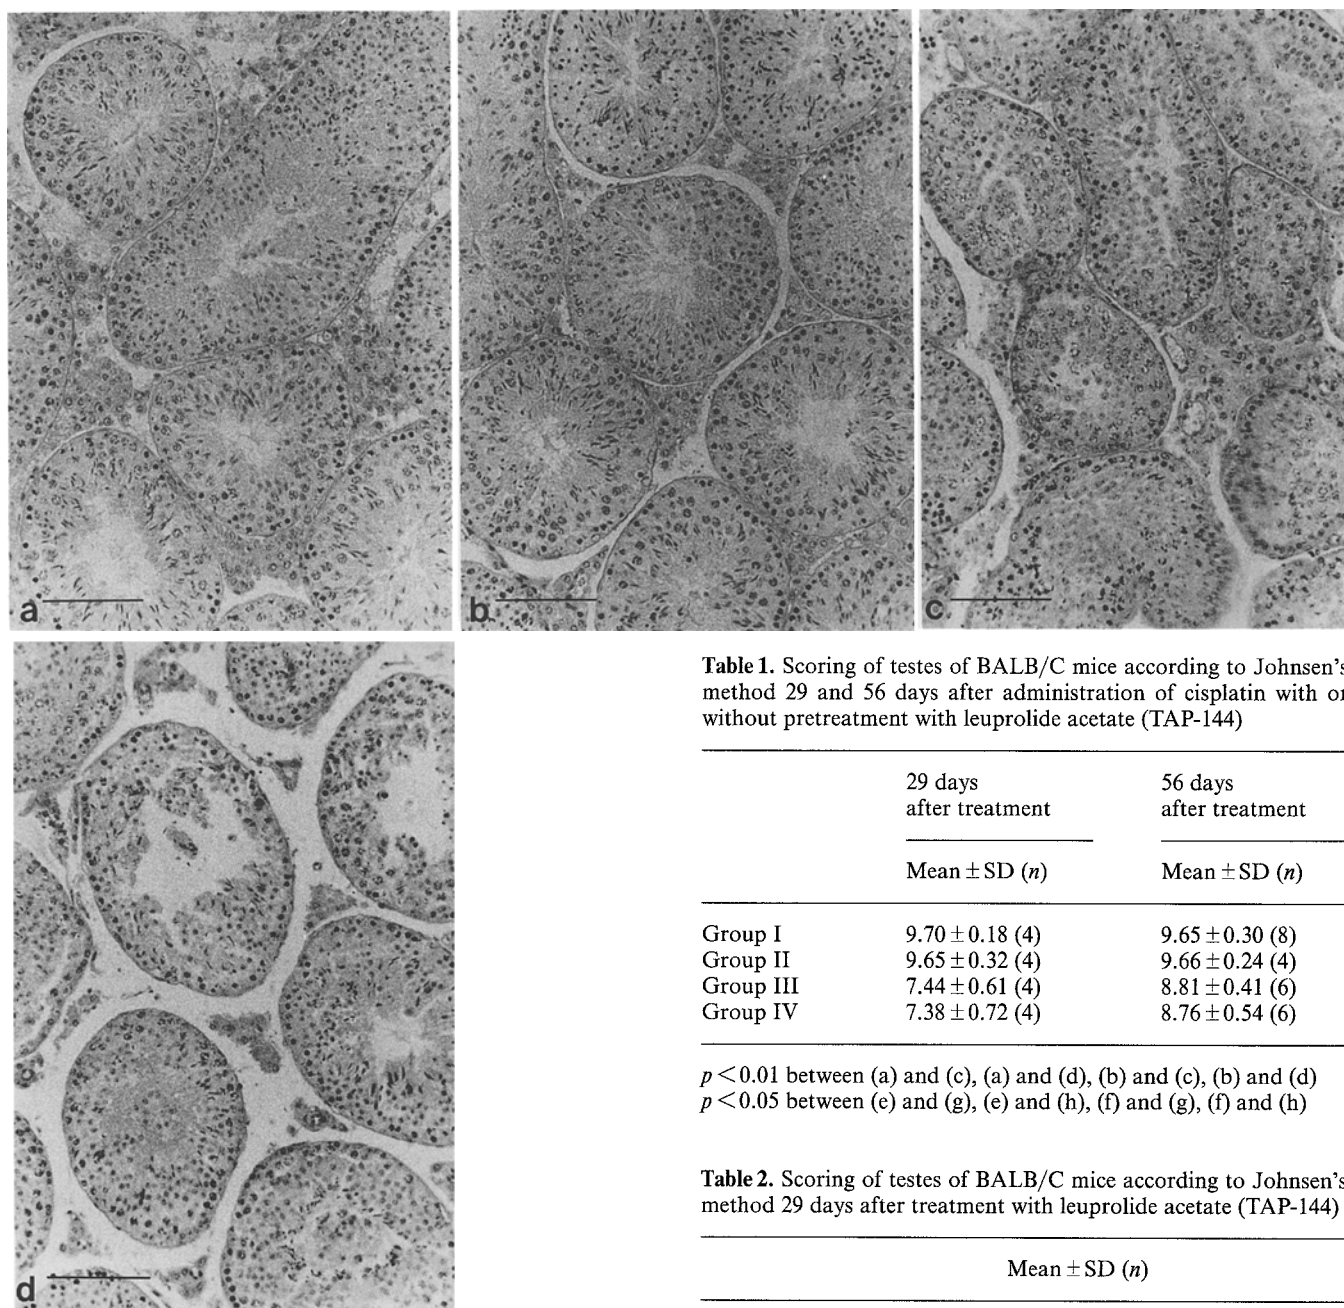 a
b
c
d
Table 1. Scoring of testes of BALB/C mice according to Johnsen's
method 29 and 56 days after administration of cisplatin with or
without pretreatment with leuprolide acetate (TAP-144)
29 days after treatment
56 days after treatment
Mean ± SD (n)
Mean ± SD (n)
Group I 9.70 ± 0.18 (4) 9.65 ± 0.30 (8)
Group II 9.65 ± 0.32 (4) 9.66 ± 0.24 (4)
Group III 7.44 ± 0.61 (4) 8.81 ± 0.41 (6)
Group IV 7.38 ± 0.72 (4) 8.76 ± 0.54 (6)
p < 0.01 between (a) and (c), (a) and (d), (b) and (c), (b) and (d)
p < 0.05 between (e) and (g), (e) and (h), (f) and (g), (f) and (h)
Table 2. Scoring of testes of BALB/C mice according to Johnsen's
method 29 days after treatment with leuprolide acetate (TAP-144)
Mean ± SD (n)